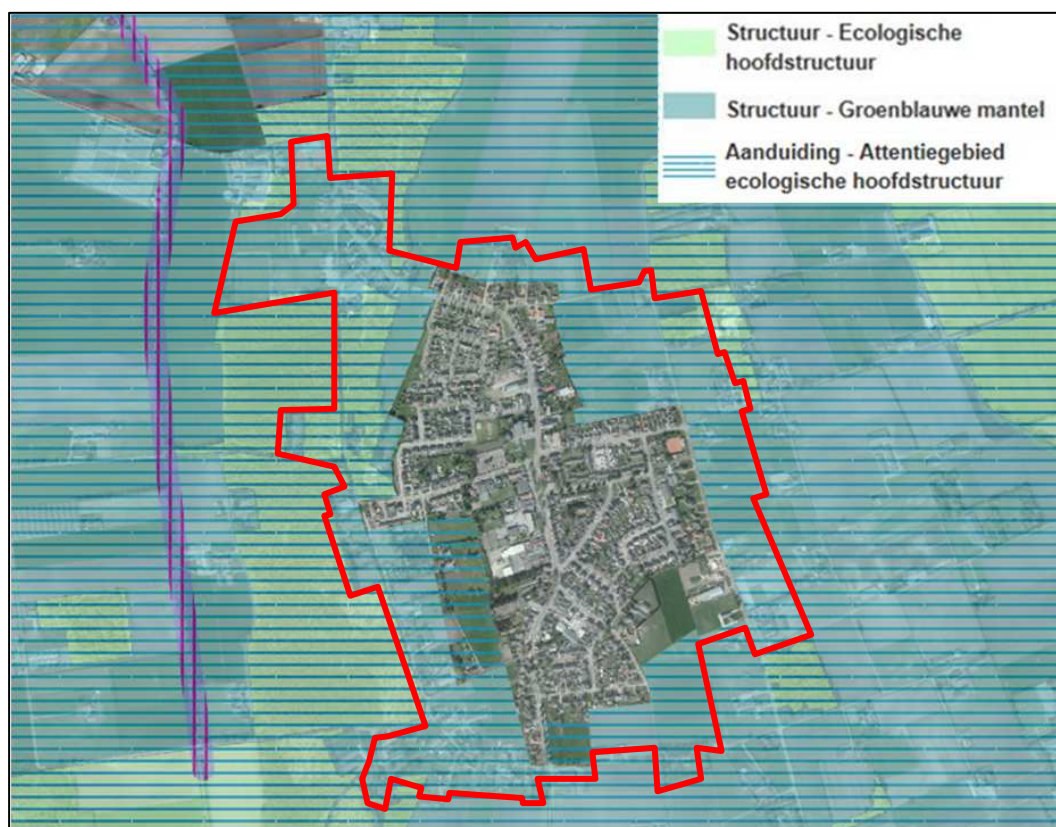 Structuur - Ecologische
hoofdstructuur
Structuur - Groenblauwe mantel
Aanduiding - Attentiegebied
ecologische hoofdstructuur